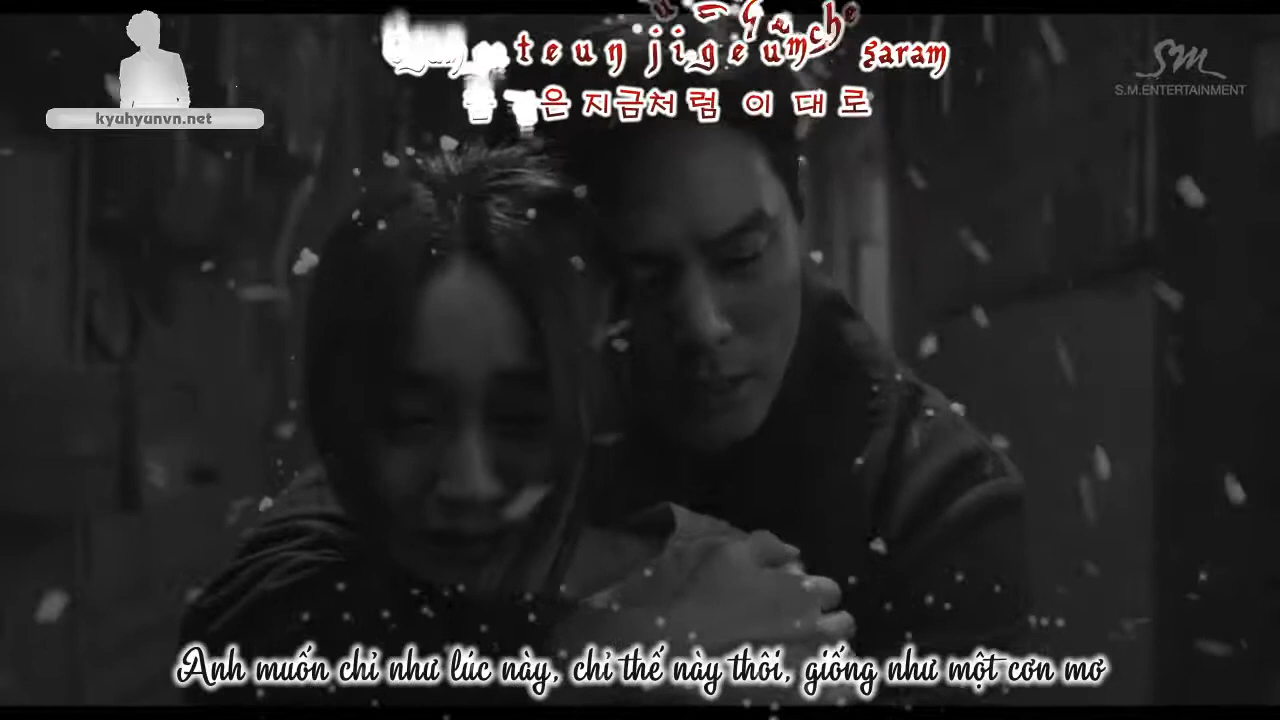 teun jigeumche saram
은 지금처럼 이대로
SM
S.M.ENTERTAINMENT
kyuhyunvn.net
Anh muốn chỉ như lúc này, chỉ thế này thôi, giống như một cơn mơ